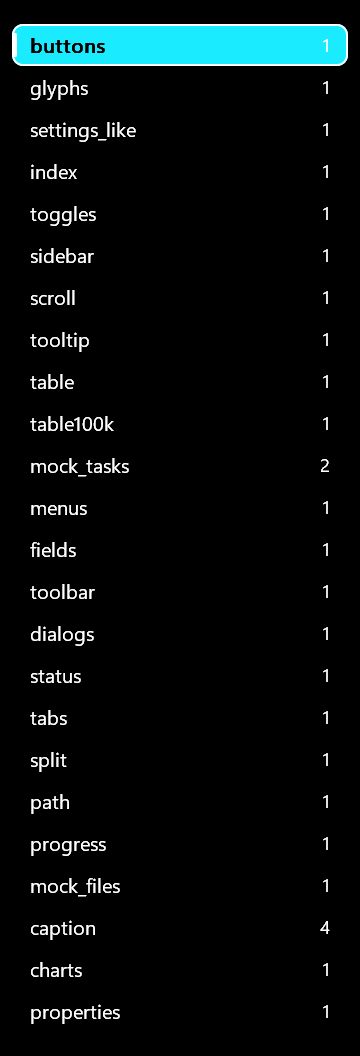 buttons 1
glyphs 1
settings_like 1
index 1
toggles 1
sidebar 1
scroll 1
tooltip 1
table 1
table100k 1
mock_tasks 2
menus 1
fields 1
toolbar 1
dialogs 1
status 1
tabs 1
split 1
path 1
progress 1
mock_files 1
caption 4
charts 1
properties 1